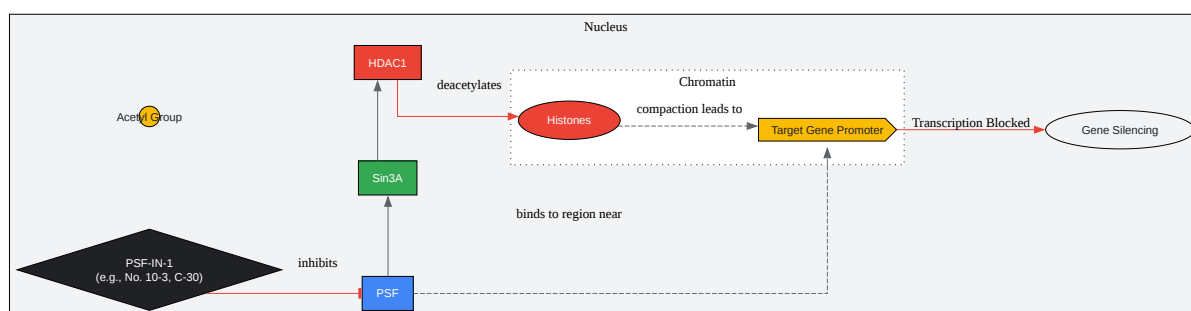 Nucleus
HDAC1
deacetylates
Chromatin
Acetyl Group
Histones
compaction leads to
Target Gene Promoter
Transcription Blocked
Gene Silencing
Sin3A
binds to region near
PSF-IN-1
(e.g., No. 10-3, C-30)
inhibits
PSF